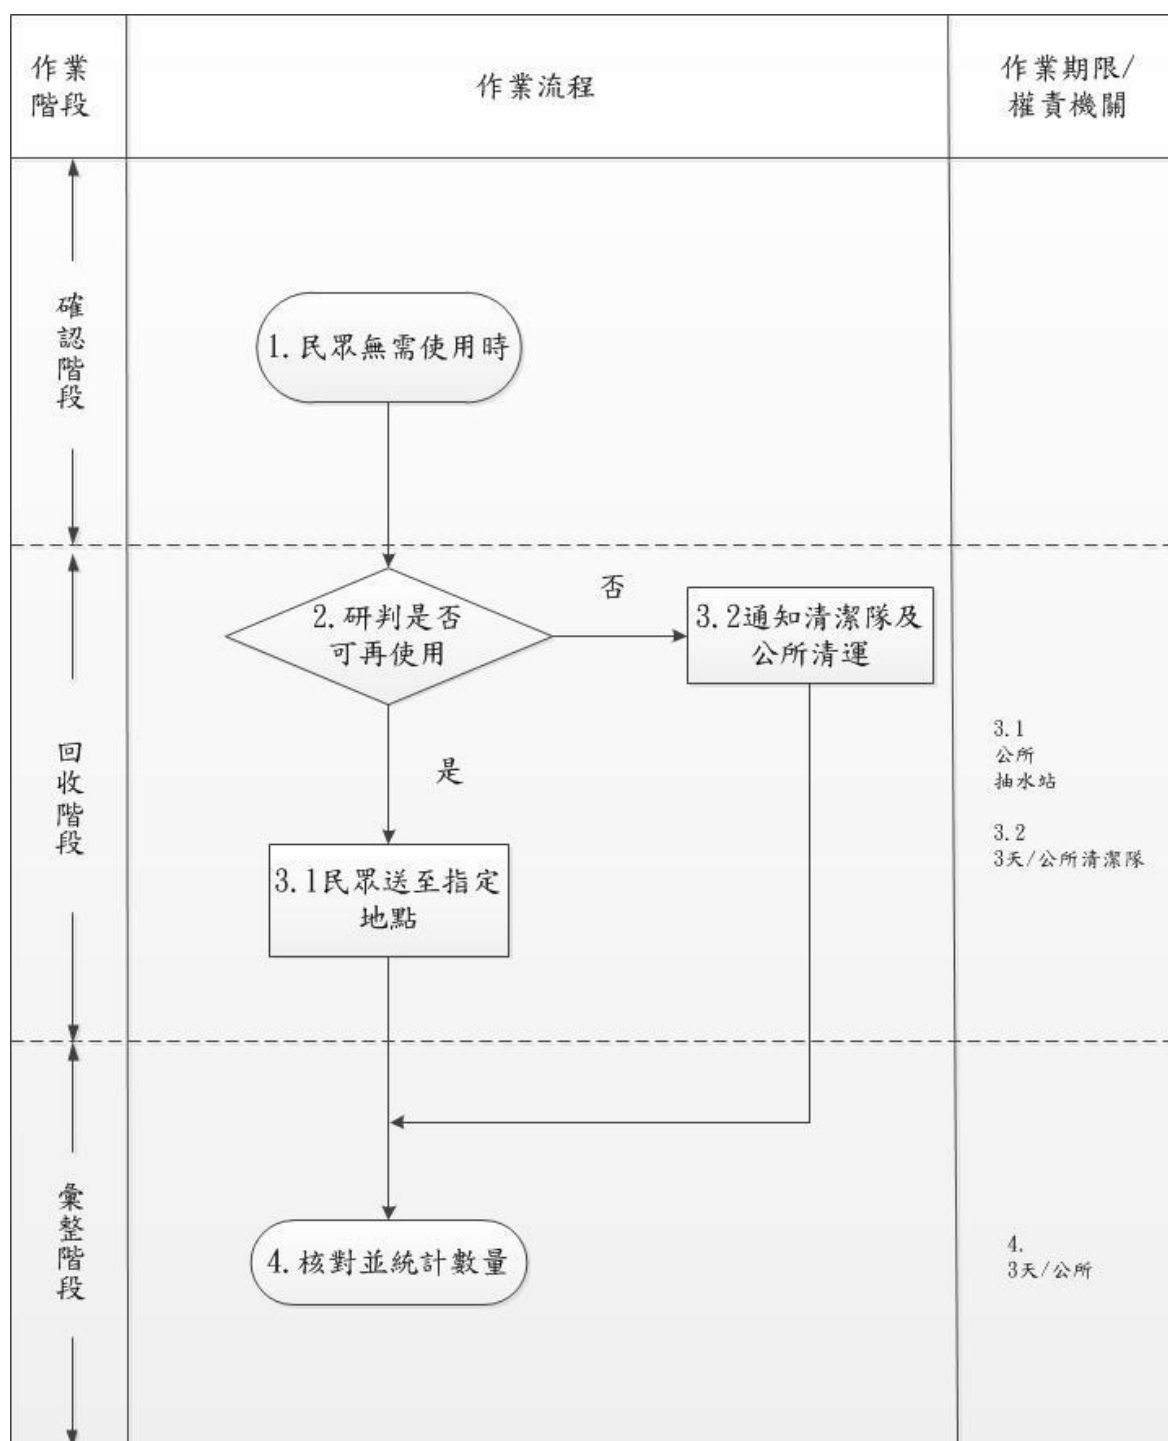 作業
階段
作業流程
作業期限/
權責機關
確認階段
1.民眾無需使用時
回收階段
2.研判是否
可再使用
否
3.2通知清潔隊及
公所清運
是
3.1民眾送至指定
地點
3.1
公所
抽水站
3.2
3天/公所清潔隊
彙整階段
4.核對並統計數量
4.
3天/公所